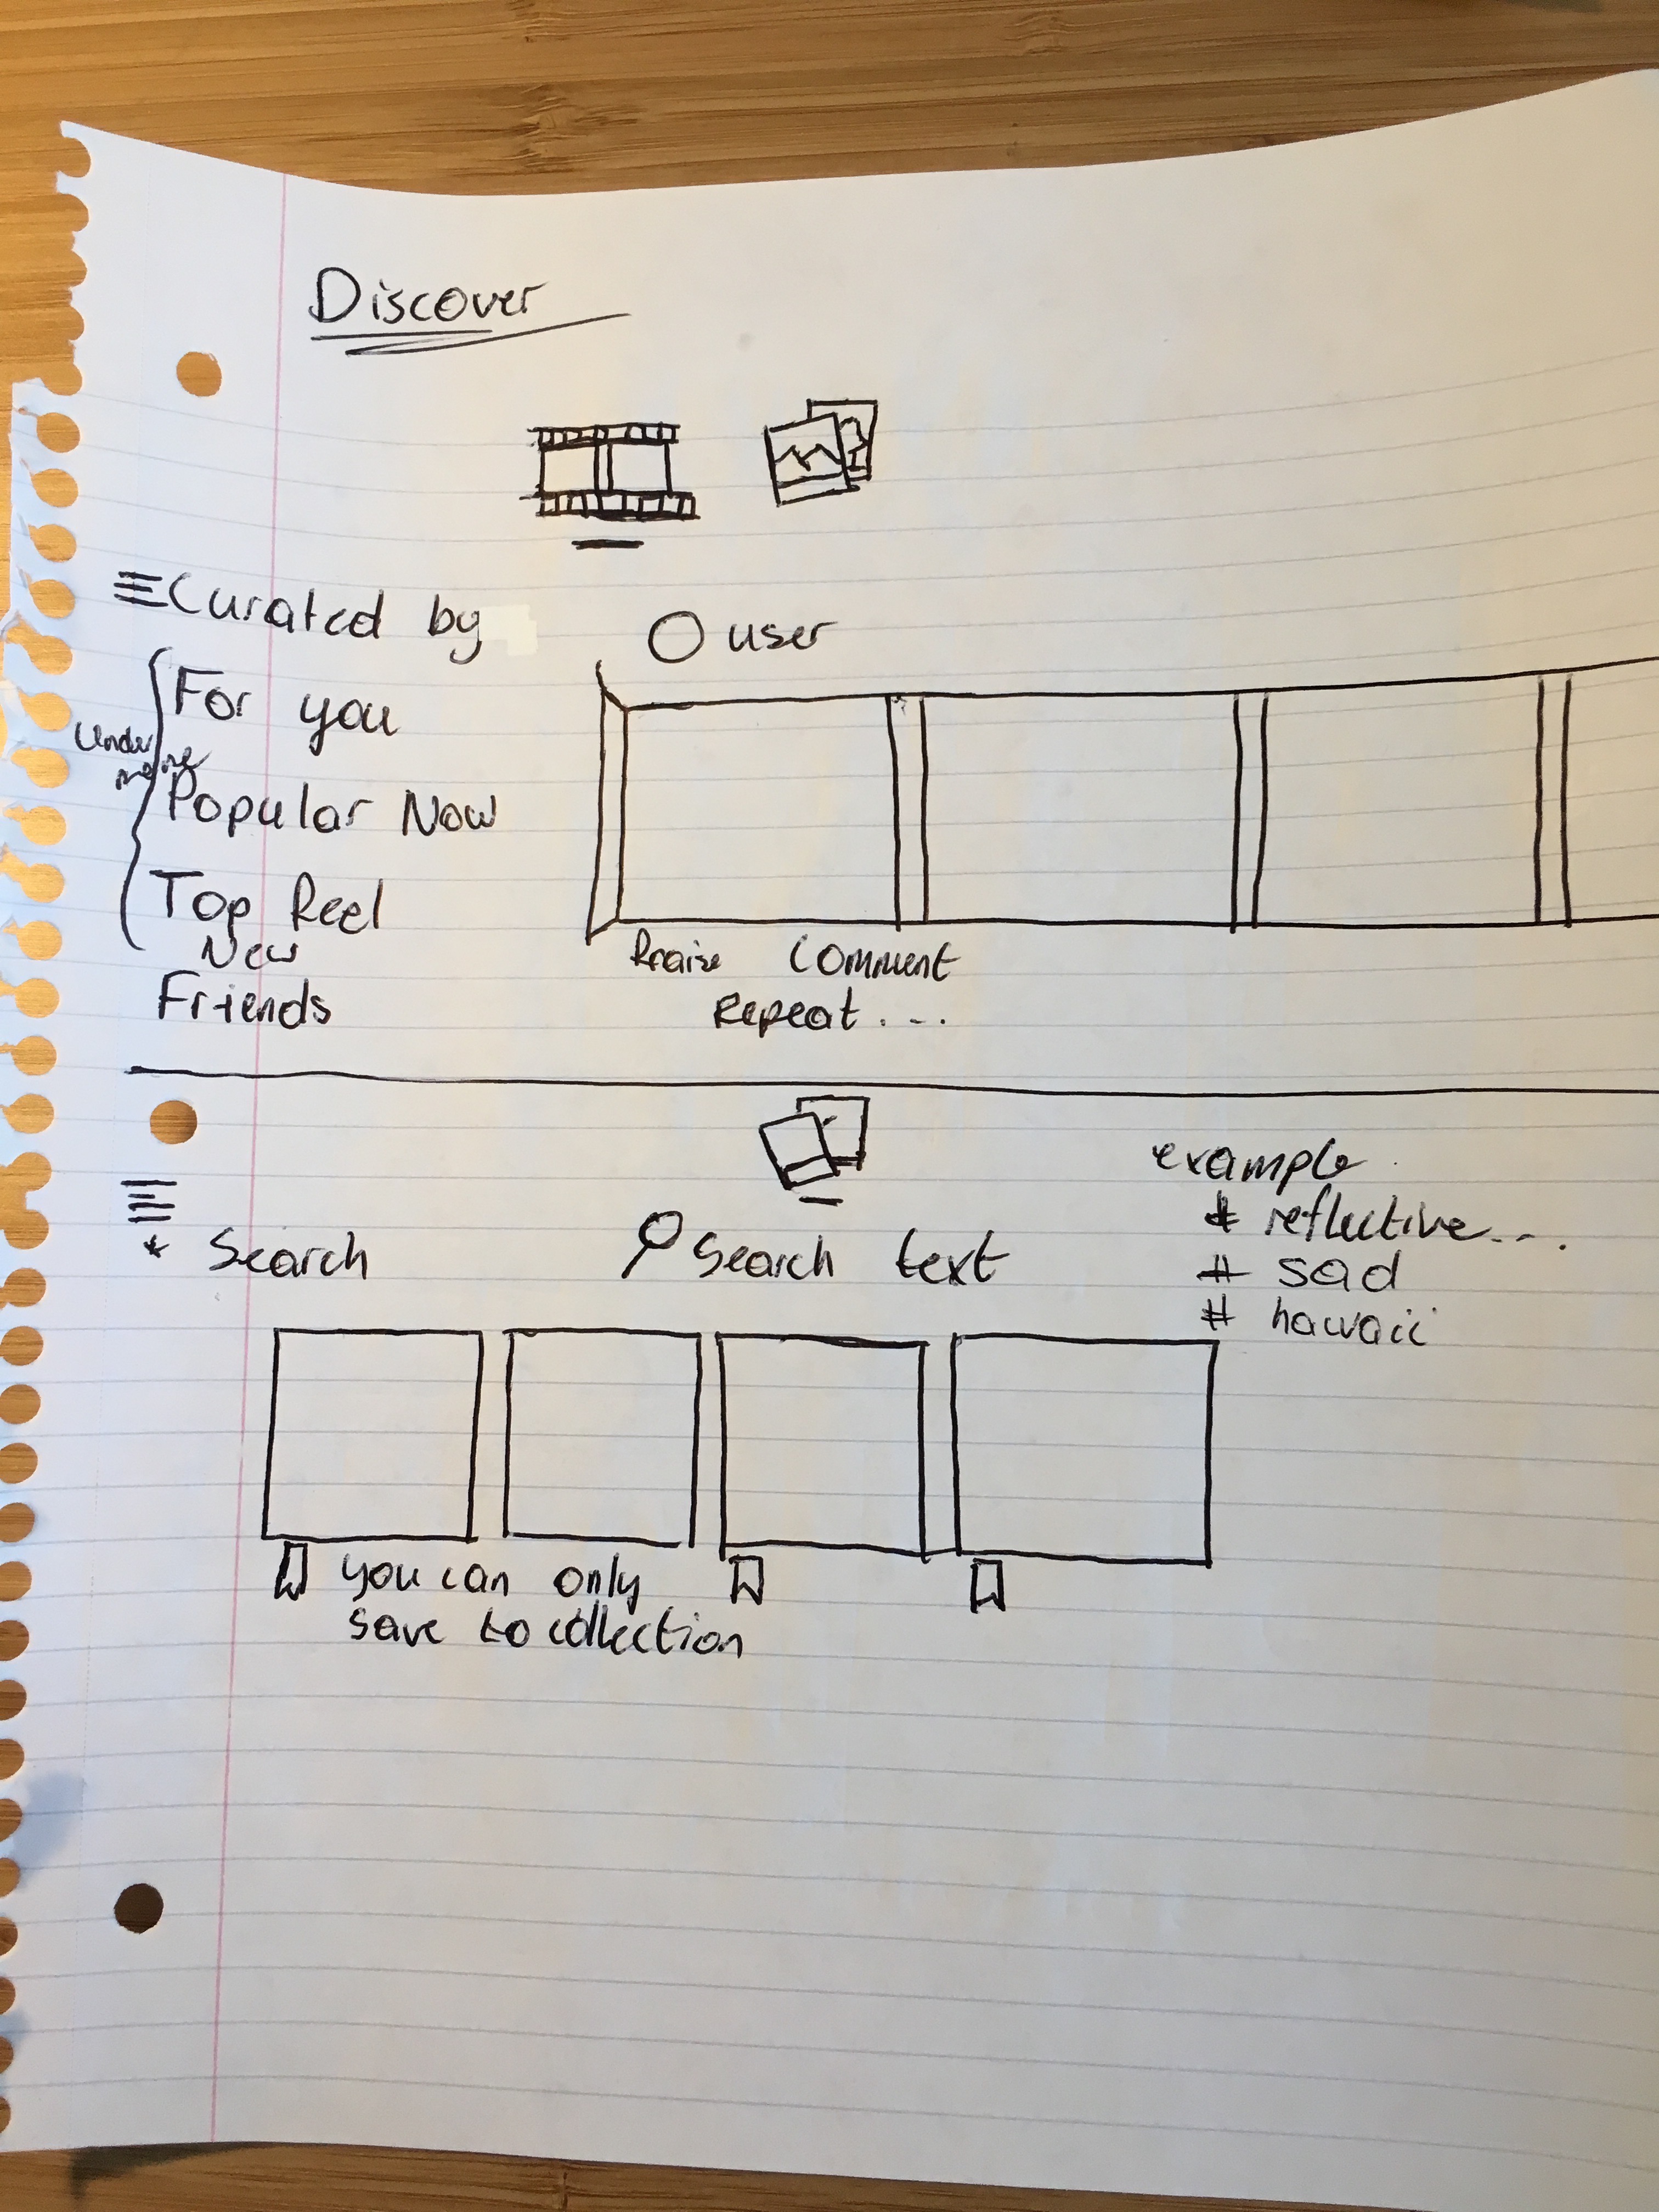 Discover
Curated by
O user
For you
Under
Popular Now
Top Reel
New
Friends
Praise Comment
Repeat...
example
# reflective...
# sad
# hawaii
* Search
Search text
you can only
save to collection